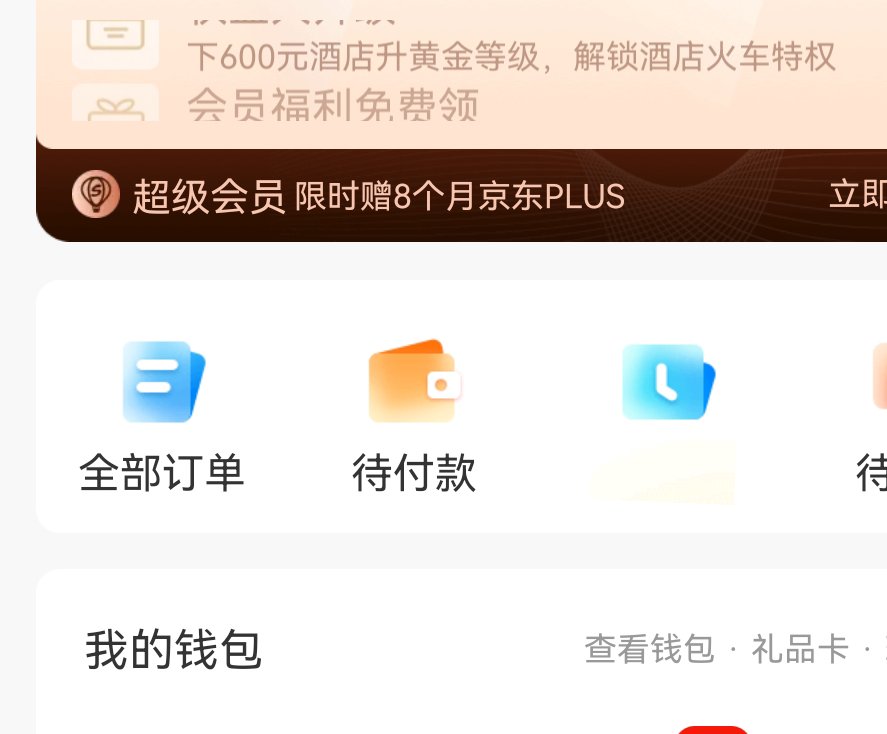 下600元酒店升黄金等级，解锁酒店火车特权
会员福利免费领
超级会员 限时赠8个月京东PLUS 立即
全部订单 待付款 待
我的钱包 查看钱包 · 礼品卡 ·